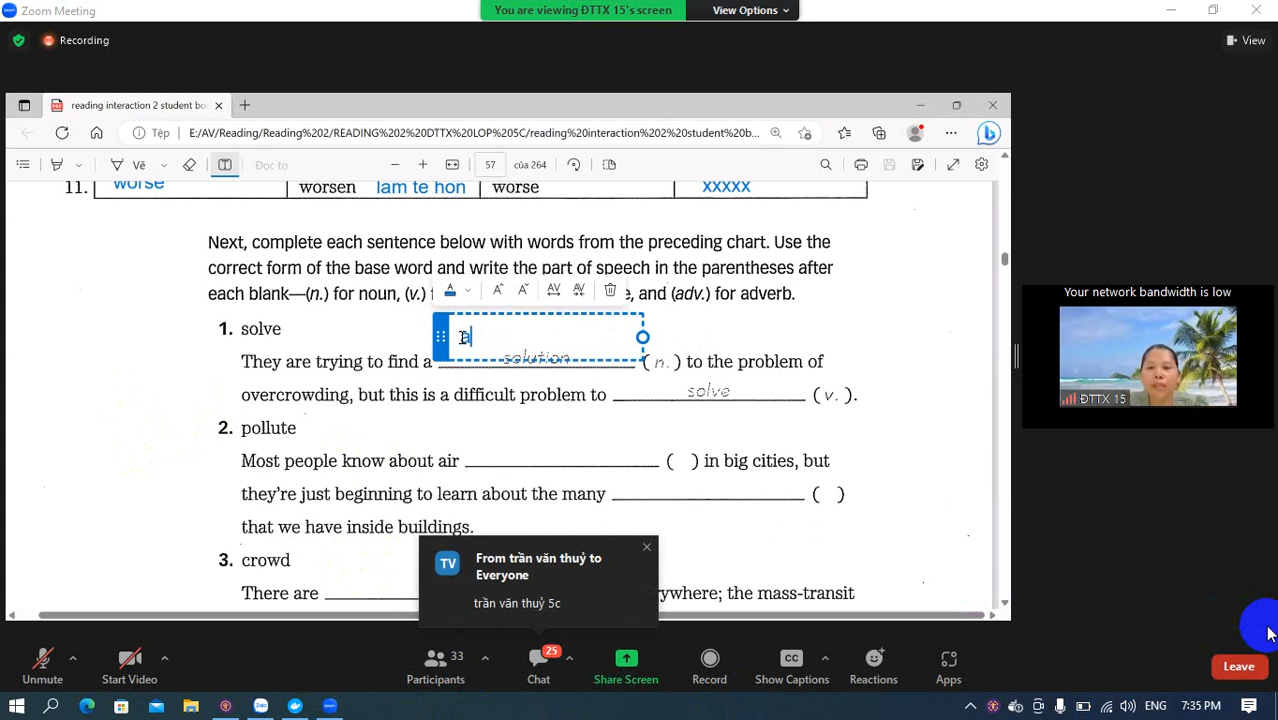 Zoom Meeting
You are viewing ĐTTX 15's screen
View Options
Recording
View
reading interaction 2 student bo
Tệp
E:/AV/Reading/Reading%202/READING%202%20DTTX%20LOP%205C/reading%20interaction%202%20student%20b...
Vẽ
Đọc to
57
của 264
11. worse
worsen làm tê hơn
worse
xxxxx
Next, complete each sentence below with words from the preceding chart. Use the
correct form of the base word and write the part of speech in the parentheses after
each blank—(n.) for noun, (v.)
e, and (adv.) for adverb.
1. solve
a
They are trying to find a solution (n.) to the problem of
overcrowding, but this is a difficult problem to solve (v.).
2. pollute
Most people know about air ( ) in big cities, but
they're just beginning to learn about the many ( )
that we have inside buildings.
3. crowd
There are
rywhere; the mass-transit
TV
From trần văn thuỷ to
Everyone
trần văn thuỷ 5c
Your network bandwidth is low
ĐTTX 15
Unmute
Start Video
33
Participants
25
Chat
Share Screen
Record
CC
Show Captions
Reactions
Apps
Leave
ENG
7:35 PM